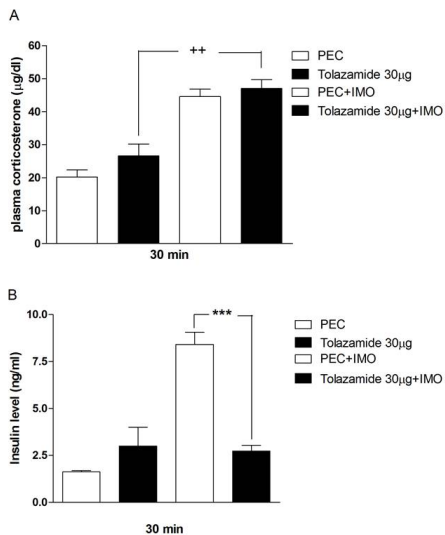 A
++
PEC
Tolazamide 30μg
PEC+IMO
Tolazamide 30μg+IMO
plasma corticosterone (μg/dl)
60
50
40
30
20
10
0
30 min
B
***
PEC
Tolazamide 30μg
PEC+IMO
Tolazamide 30μg+IMO
Insulin level (ng/ml)
10.0
7.5
5.0
2.5
0.0
30 min